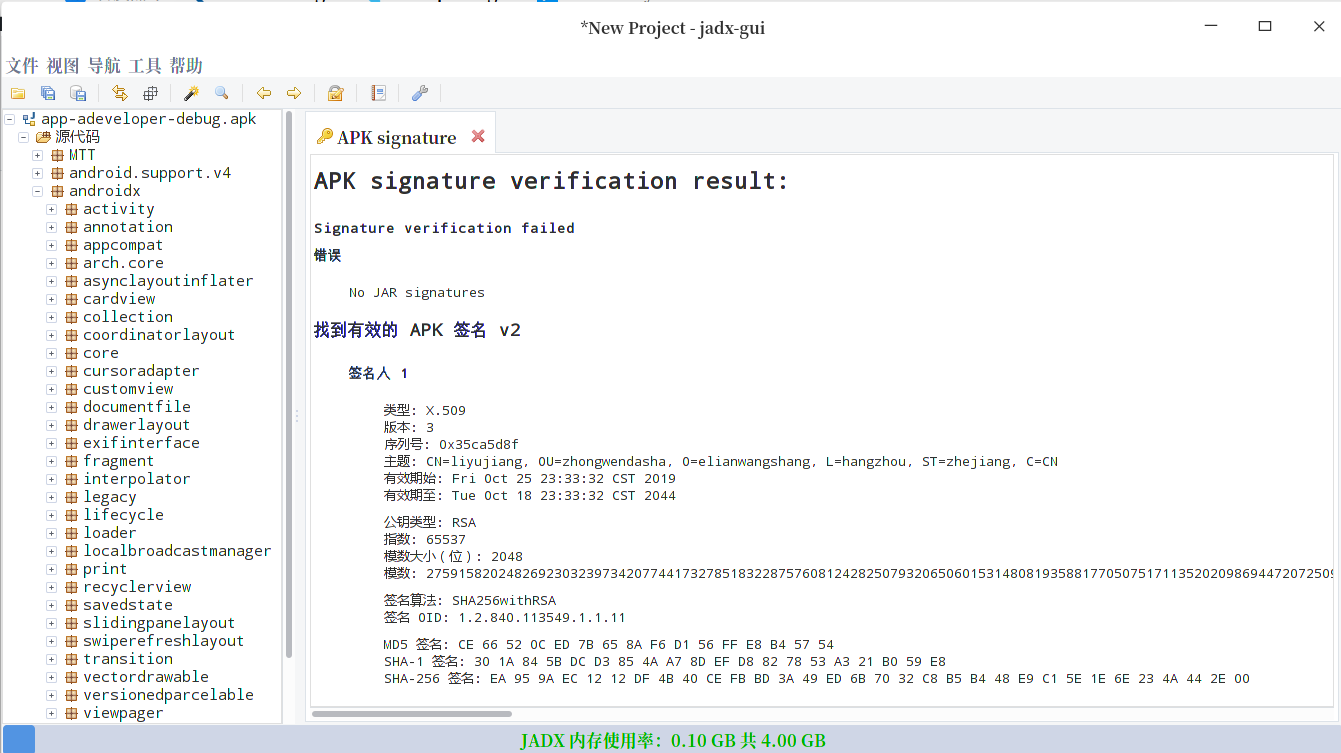 *New Project - jadx-gui
文件 视图 导航 工具 帮助
app-adeveloper-debug.apk
源代码
MTT
android.support.v4
androidx
activity
annotation
appcompat
arch.core
asynclayoutinflater
cardview
collection
coordinatorlayout
core
cursoradapter
customview
documentfile
drawerlayout
exifinterface
fragment
interpolator
legacy
lifecycle
loader
localbroadcastmanager
print
recyclerview
savedstate
slidingpanelayout
swiperefreshlayout
transition
vectordrawable
versionedparcelable
viewpager
APK signature
APK signature verification result:
Signature verification failed
错误
No JAR signatures
找到有效的 APK 签名 v2
签名人 1
类型: X.509
版本: 3
序列号: 0x35ca5d8f
主题: CN=liyujiang, OU=zhongwendasha, O=elianwangshang, L=hangzhou, ST=zhejiang, C=CN
有效期始: Fri Oct 25 23:33:32 CST 2019
有效期至: Tue Oct 18 23:33:32 CST 2044
公钥类型: RSA
指数: 65537
模数大小（位）: 2048
模数: 275915820248269230323973420774417327851832287576081242825079320650601531480819358817705075171135202098694472072509
签名算法: SHA256withRSA
签名 OID: 1.2.840.113549.1.1.11
MD5 签名: CE 66 52 0C ED 7B 65 8A F6 D1 56 FF E8 B4 57 54
SHA-1 签名: 30 1A 84 5B DC D3 85 4A A7 8D EF D8 82 78 53 A3 21 B0 59 E8
SHA-256 签名: EA 95 9A EC 12 12 DF 4B 40 CE FB BD 3A 49 ED 6B 70 32 C8 B5 B4 48 E9 C1 5E 1E 6E 23 4A 44 2E 00
JADX 内存使用率：0.10 GB 共 4.00 GB